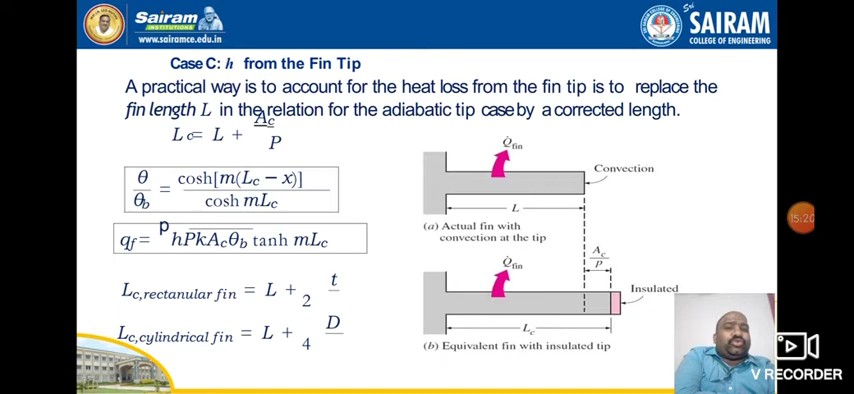 Sairam
INSTITUTIONS
www.sairamce.edu.in
Sri
SAIRAM
COLLEGE OF ENGINEERING
Case C: h from the Fin Tip
A practical way is to account for the heat loss from the fin tip is to replace the
fin length L in the relation for the adiabatic tip case by a corrected length.
L c= L + Ac
P
θ/θb = cosh[m(Lc − x)]/cosh mLc
qf= p hPkAcθb tanh mLc
Lc,rectanular fin = L + t/2
Lc,cylindrical fin = L + D/4
Q̇fin
Convection
L
(a) Actual fin with
convection at the tip
Ac/p
Q̇fin
Insulated
Lc
(b) Equivalent fin with insulated tip
15:20
V RECORDER